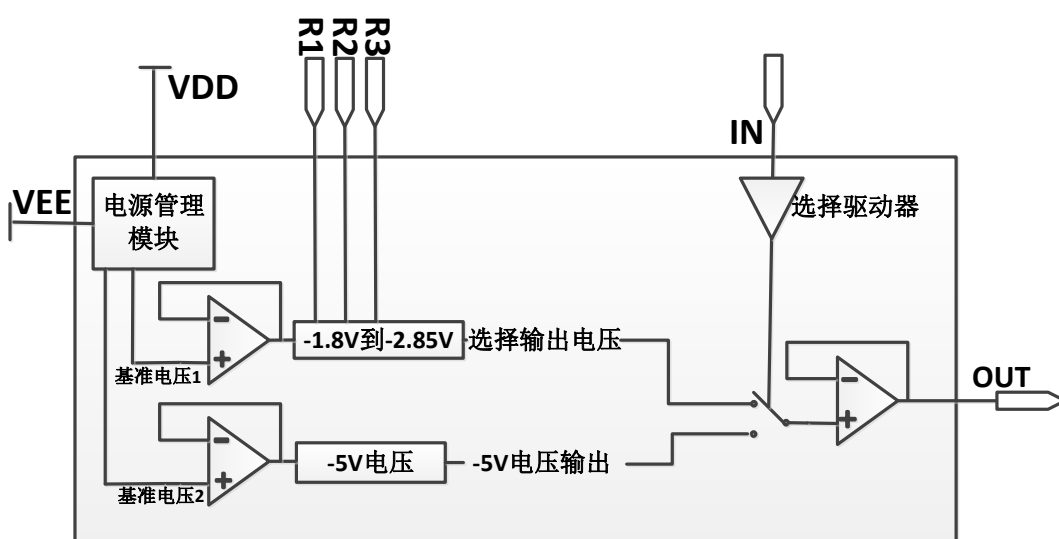 R1
R2
R3
VDD
IN
VEE
电源管理
模块
选择驱动器
-1.8V到-2.85V
选择输出电压
基准电压1
OUT
-5V电压
-5V电压输出
基准电压2